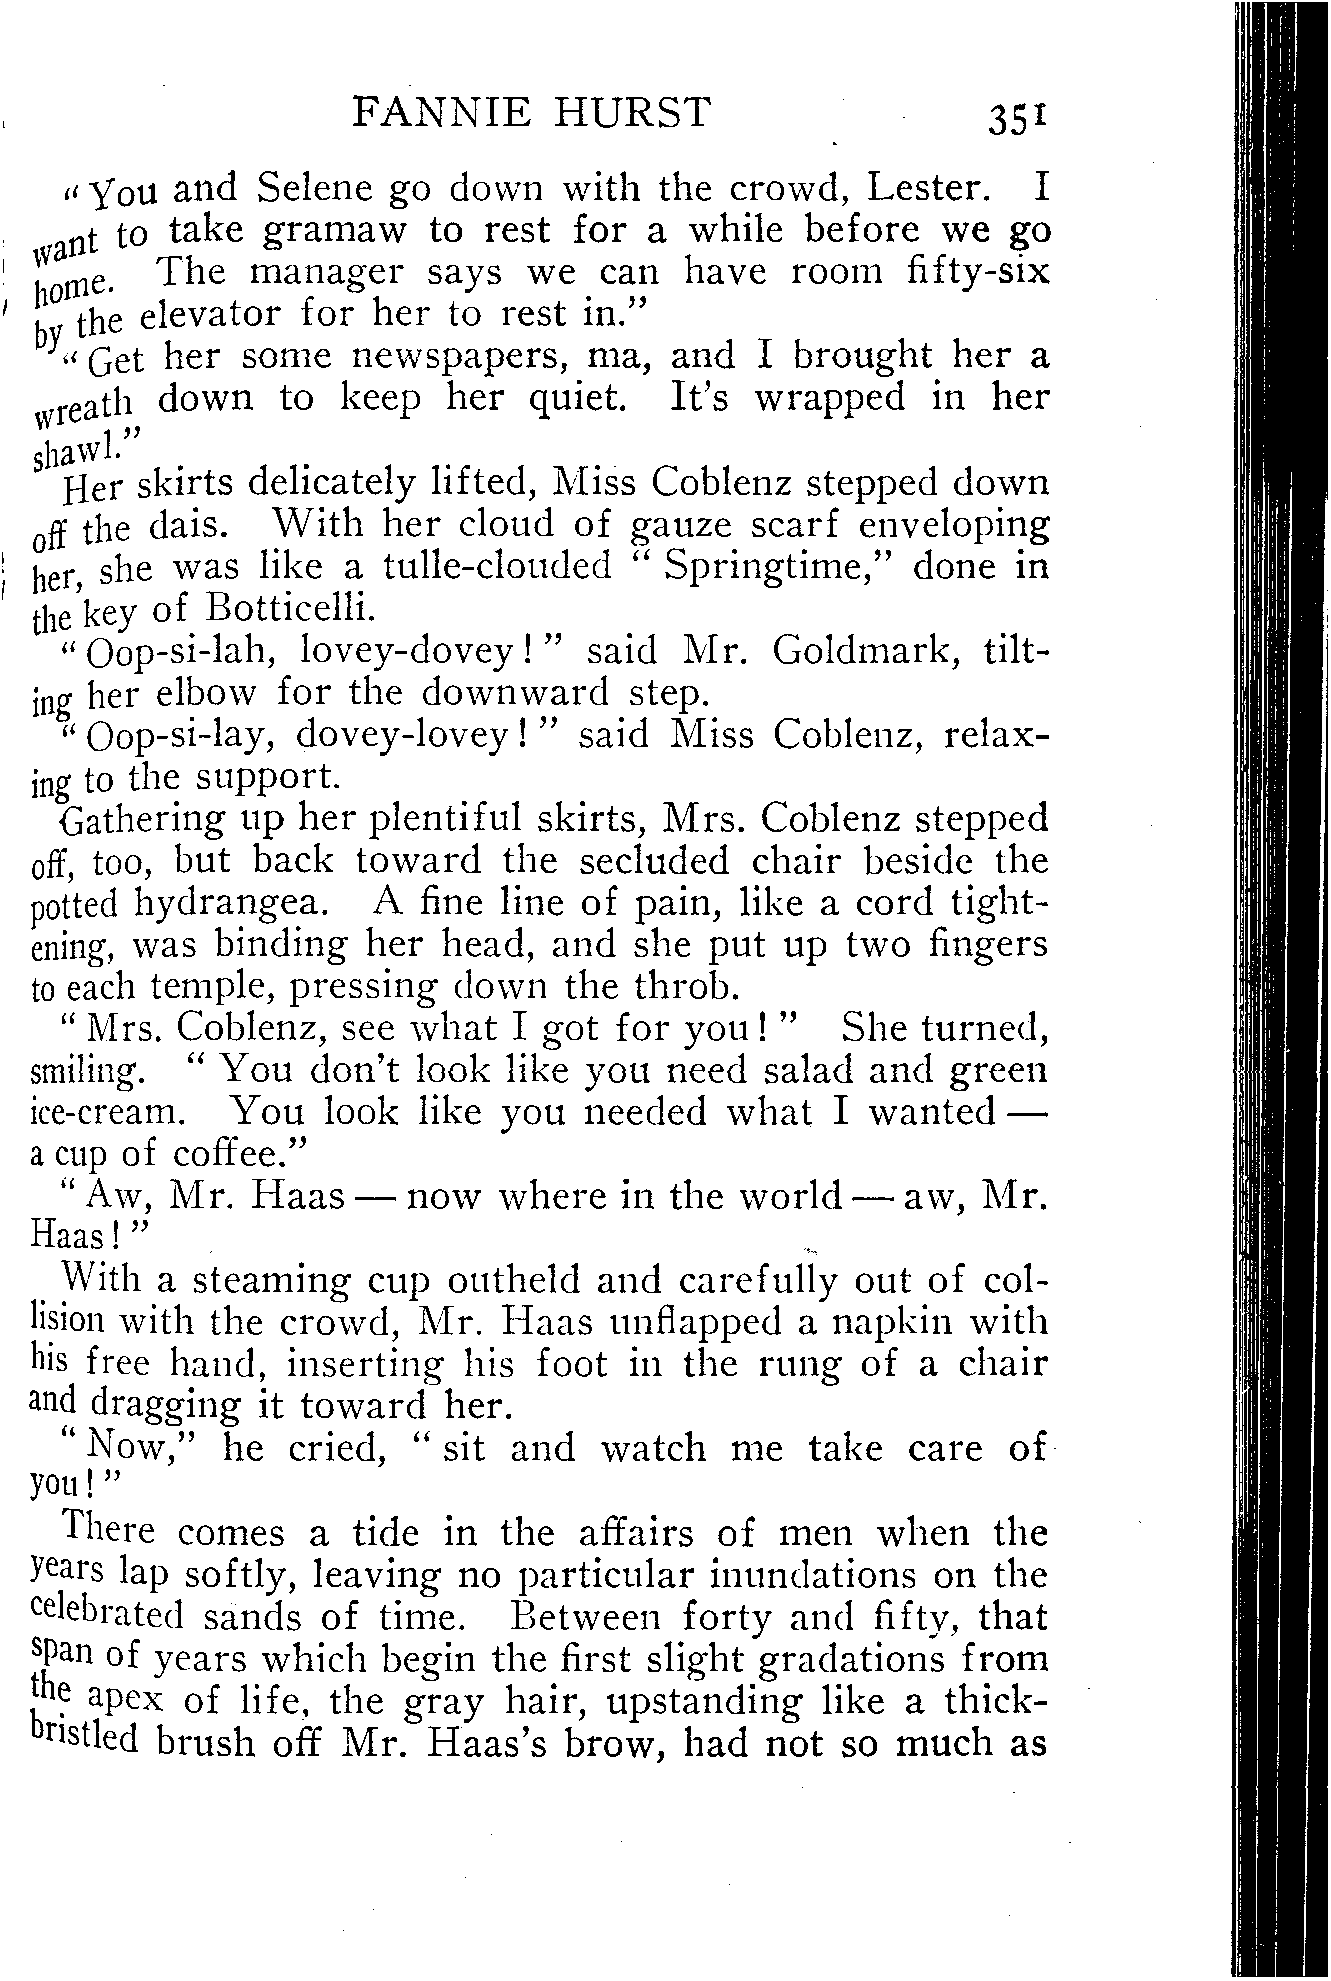 FANNIE HURST 351
“ You and Selene go down with the crowd, Lester. I
want to take gramaw to rest for a while before we go
home. The manager says we can have room fifty-six
by the elevator for her to rest in.”
“ Get her some newspapers, ma, and I brought her a
wreath down to keep her quiet. It’s wrapped in her
shawl.”
Her skirts delicately lifted, Miss Coblenz stepped down
off the dais. With her cloud of gauze scarf enveloping
her, she was like a tulle-clouded “ Springtime,” done in
the key of Botticelli.
“ Oop-si-lah, lovey-dovey ! ” said Mr. Goldmark, tilt-
ing her elbow for the downward step.
“ Oop-si-lay, dovey-lovey ! ” said Miss Coblenz, relax-
ing to the support.
Gathering up her plentiful skirts, Mrs. Coblenz stepped
off, too, but back toward the secluded chair beside the
potted hydrangea. A fine line of pain, like a cord tight-
ening, was binding her head, and she put up two fingers
to each temple, pressing down the throb.
“ Mrs. Coblenz, see what I got for you ! ” She turned,
smiling. “ You don’t look like you need salad and green
ice-cream. You look like you needed what I wanted —
a cup of coffee.”
“ Aw, Mr. Haas — now where in the world — aw, Mr.
Haas ! ”
With a steaming cup outheld and carefully out of col-
lision with the crowd, Mr. Haas unflapped a napkin with
his free hand, inserting his foot in the rung of a chair
and dragging it toward her.
“ Now,” he cried, “ sit and watch me take care of
you ! ”
There comes a tide in the affairs of men when the
years lap softly, leaving no particular inundations on the
celebrated sands of time. Between forty and fifty, that
span of years which begin the first slight gradations from
the apex of life, the gray hair, upstanding like a thick-
bristled brush off Mr. Haas’s brow, had not so much as